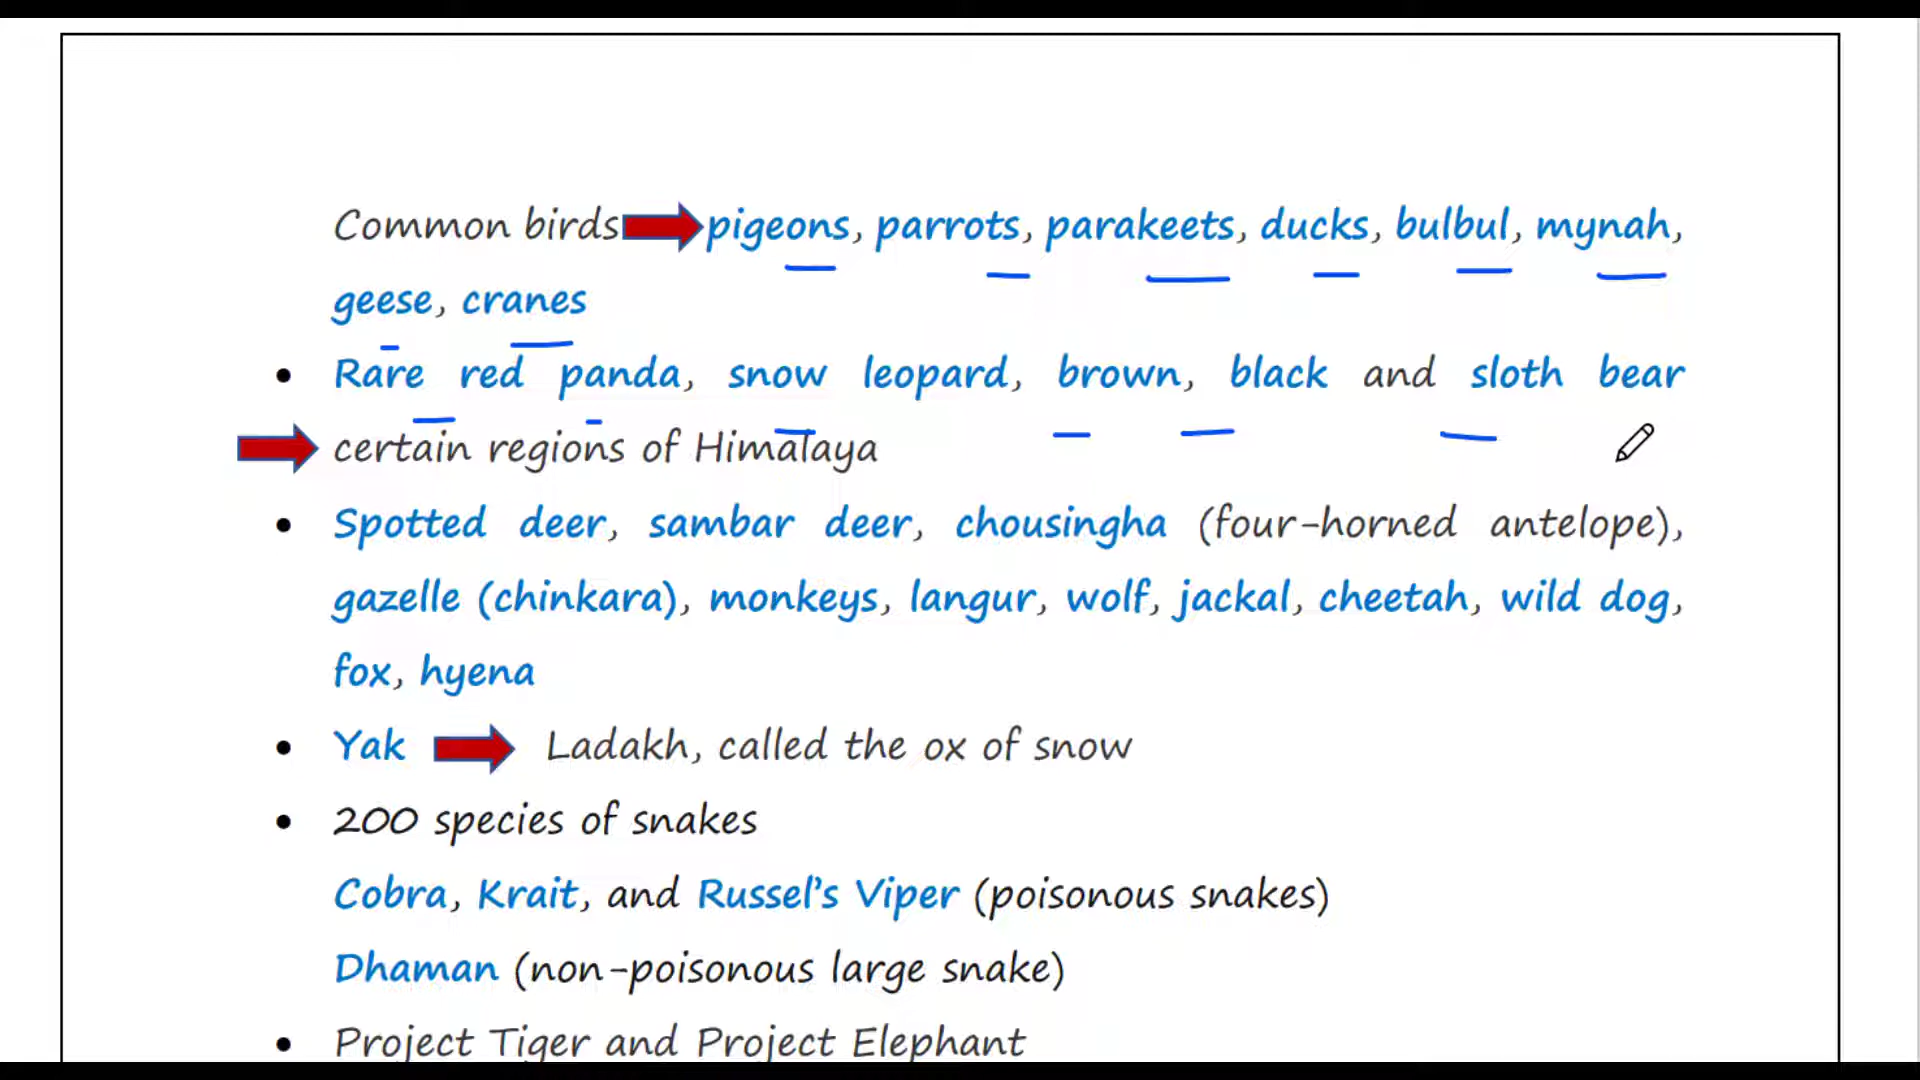 Common birds pigeons, parrots, parakeets, ducks, bulbul, mynah,
geese, cranes
• Rare red panda, snow leopard, brown, black and sloth bear
certain regions of Himalaya
• Spotted deer, sambar deer, chousingha (four-horned antelope),
gazelle (chinkara), monkeys, langur, wolf, jackal, cheetah, wild dog,
fox, hyena
• Yak Ladakh, called the ox of snow
• 200 species of snakes
Cobra, Krait, and Russel's Viper (poisonous snakes)
Dhaman (non-poisonous large snake)
• Project Tiger and Project Elephant